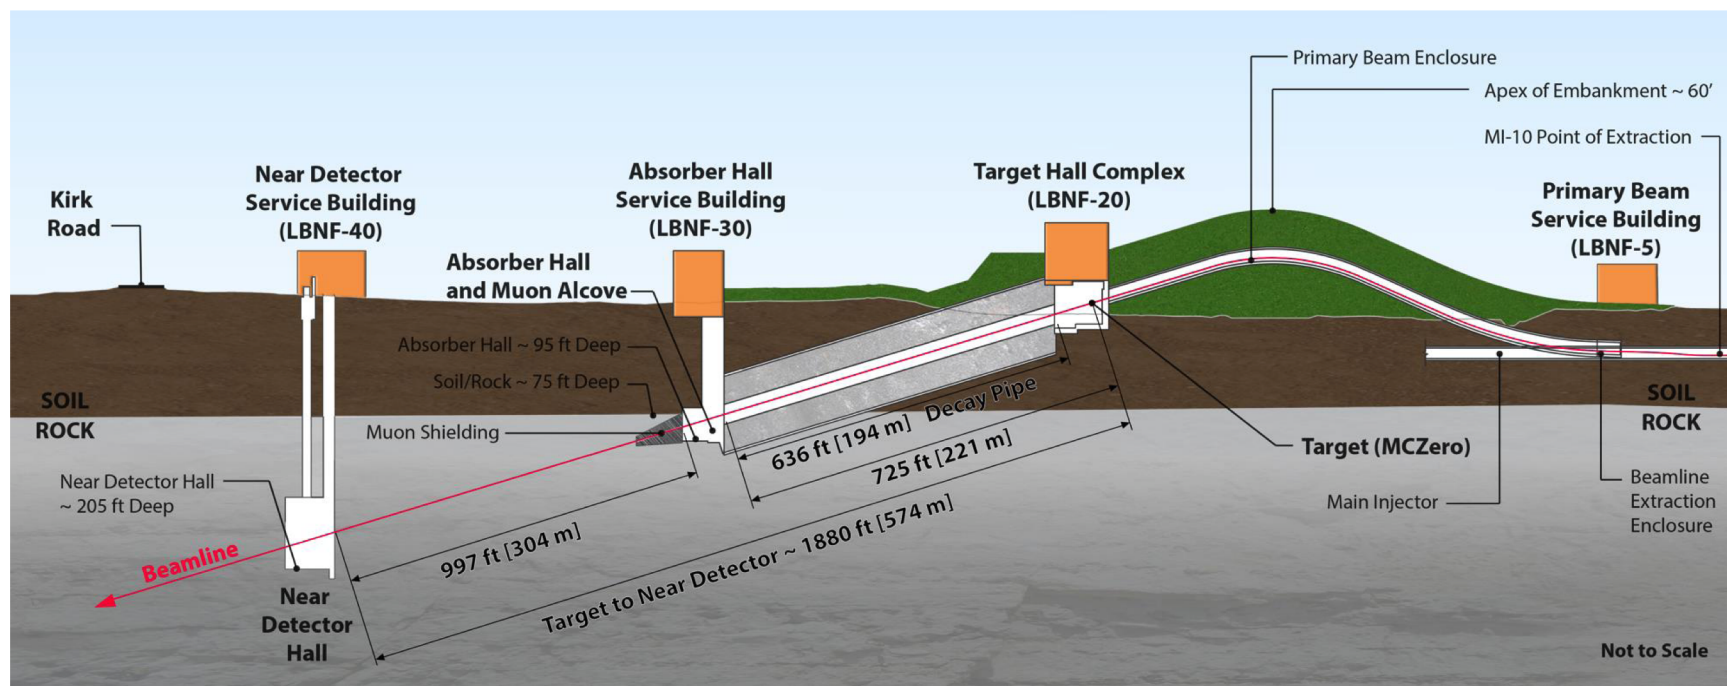 Primary Beam Enclosure
Apex of Embankment ~ 60’
MI-10 Point of Extraction
Kirk
Road
Near Detector
Service Building
(LBNF-40)
Absorber Hall
Service Building
(LBNF-30)
Target Hall Complex
(LBNF-20)
Primary Beam
Service Building
(LBNF-5)
Absorber Hall
and Muon Alcove
Absorber Hall ~ 95 ft Deep
Soil/Rock ~ 75 ft Deep
SOIL
ROCK
Muon Shielding
Near Detector Hall
~ 205 ft Deep
Beamline
Near
Detector
Hall
636 ft [194 m] Decay Pipe
725 ft [221 m]
997 ft [304 m]
Target to Near Detector ~ 1880 ft [574 m]
Target (MCZero)
Main Injector
SOIL
ROCK
Beamline
Extraction
Enclosure
Not to Scale